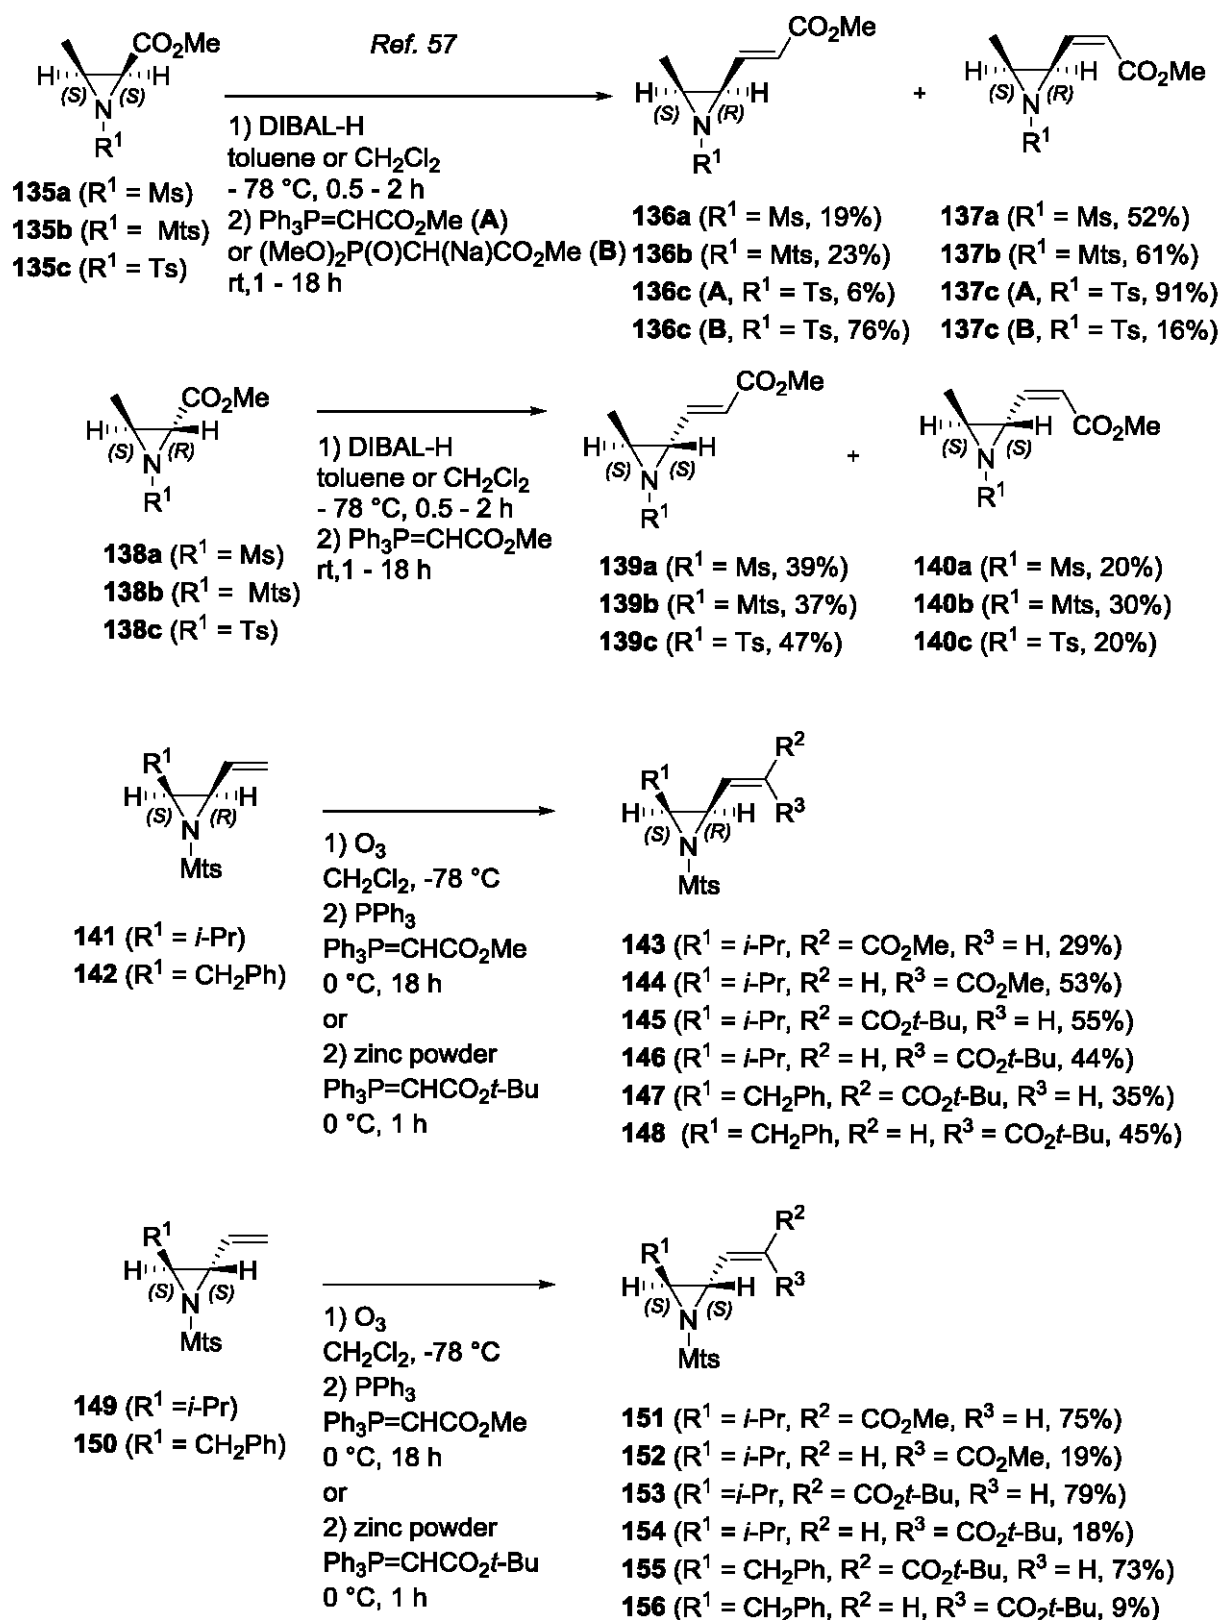 CO₂Me
Ref. 57
CO₂Me
H
H
(S)
(S)
N
R¹
1) DIBAL-H
toluene or CH₂Cl₂
- 78 °C, 0.5 - 2 h
2) Ph₃P=CHCO₂Me (A)
or (MeO)₂P(O)CH(Na)CO₂Me (B)
rt,1 - 18 h
H
H
(S)
(R)
N
R¹
+
H
H
CO₂Me
(S)
(R)
N
R¹
135a (R¹ = Ms)
135b (R¹ = Mts)
135c (R¹ = Ts)
136a (R¹ = Ms, 19%)
136b (R¹ = Mts, 23%)
136c (A, R¹ = Ts, 6%)
136c (B, R¹ = Ts, 76%)
137a (R¹ = Ms, 52%)
137b (R¹ = Mts, 61%)
137c (A, R¹ = Ts, 91%)
137c (B, R¹ = Ts, 16%)
CO₂Me
H
H
(S)
(R)
N
R¹
1) DIBAL-H
toluene or CH₂Cl₂
- 78 °C, 0.5 - 2 h
2) Ph₃P=CHCO₂Me
rt,1 - 18 h
CO₂Me
H
H
(S)
(S)
N
R¹
+
H
H
CO₂Me
(S)
(S)
N
R¹
138a (R¹ = Ms)
138b (R¹ = Mts)
138c (R¹ = Ts)
139a (R¹ = Ms, 39%)
139b (R¹ = Mts, 37%)
139c (R¹ = Ts, 47%)
140a (R¹ = Ms, 20%)
140b (R¹ = Mts, 30%)
140c (R¹ = Ts, 20%)
R¹
H
H
(S)
(R)
N
Mts
141 (R¹ = i-Pr)
142 (R¹ = CH₂Ph)
1) O₃
CH₂Cl₂, -78 °C
2) PPh₃
Ph₃P=CHCO₂Me
0 °C, 18 h
or
2) zinc powder
Ph₃P=CHCO₂t-Bu
0 °C, 1 h
R²
R¹
R³
H
H
(S)
(R)
N
Mts
143 (R¹ = i-Pr, R² = CO₂Me, R³ = H, 29%)
144 (R¹ = i-Pr, R² = H, R³ = CO₂Me, 53%)
145 (R¹ = i-Pr, R² = CO₂t-Bu, R³ = H, 55%)
146 (R¹ = i-Pr, R² = H, R³ = CO₂t-Bu, 44%)
147 (R¹ = CH₂Ph, R² = CO₂t-Bu, R³ = H, 35%)
148 (R¹ = CH₂Ph, R² = H, R³ = CO₂t-Bu, 45%)
R¹
H
H
(S)
(S)
N
Mts
149 (R¹ =i-Pr)
150 (R¹ = CH₂Ph)
1) O₃
CH₂Cl₂, -78 °C
2) PPh₃
Ph₃P=CHCO₂Me
0 °C, 18 h
or
2) zinc powder
Ph₃P=CHCO₂t-Bu
0 °C, 1 h
R²
R¹
R³
H
H
(S)
(S)
N
Mts
151 (R¹ = i-Pr, R² = CO₂Me, R³ = H, 75%)
152 (R¹ = i-Pr, R² = H, R³ = CO₂Me, 19%)
153 (R¹ =i-Pr, R² = CO₂t-Bu, R³ = H, 79%)
154 (R¹ = i-Pr, R² = H, R³ = CO₂t-Bu, 18%)
155 (R¹ = CH₂Ph, R² = CO₂t-Bu, R³ = H, 73%)
156 (R¹ = CH₂Ph, R² = H, R³ = CO₂t-Bu, 9%)